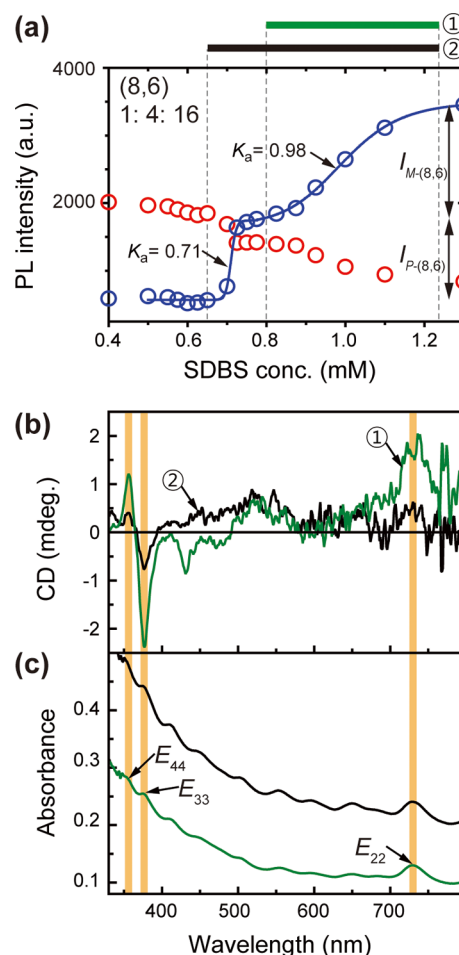 ①
(a)
②
4000
(8,6)
1: 4: 16
PL intensity (a.u.)
2000
0
Ka= 0.98
Ka= 0.71
IM-(8,6)
IP-(8,6)
0.4 0.6 0.8 1.0 1.2
SDBS conc. (mM)
(b)
CD (mdeg.)
2
1
0
-1
-2
②
①
(c)
Absorbance
0.4
0.3
0.2
0.1
E44
E33
E22
400 500 600 700
Wavelength (nm)